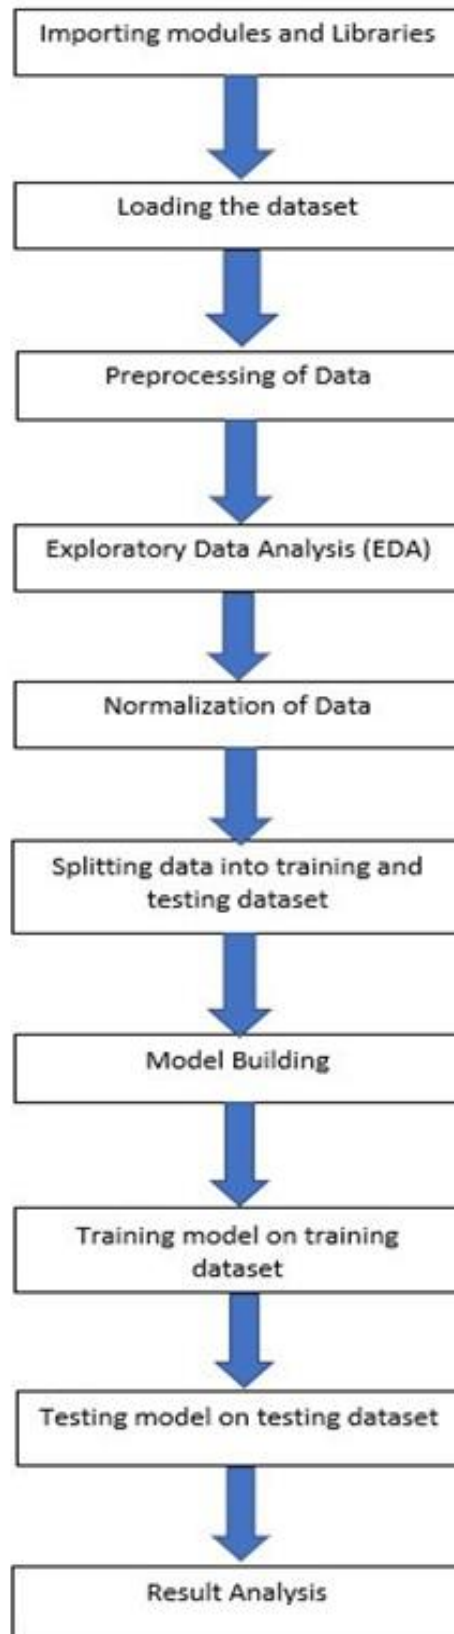 Importing modules and Libraries
Loading the dataset
Preprocessing of Data
Exploratory Data Analysis (EDA)
Normalization of Data
Splitting data into training and
testing dataset
Model Building
Training model on training
dataset
Testing model on testing dataset
Result Analysis